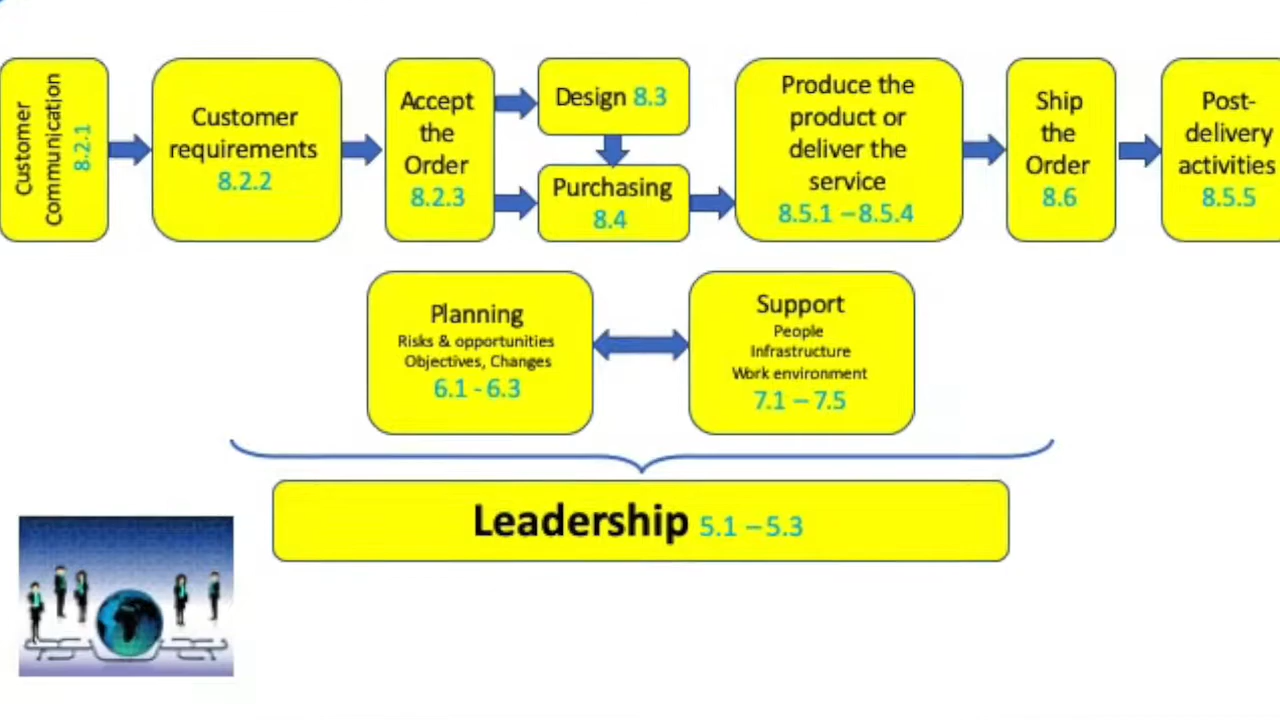 Customer
Communication
8.2.1
Customer
requirements
8.2.2
Accept
the
Order
8.2.3
Design 8.3
Purchasing
8.4
Produce the
product or
deliver the
service
8.5.1 – 8.5.4
Ship
the
Order
8.6
Post-
delivery
activities
8.5.5
Planning
Risks & opportunities
Objectives, Changes
6.1 - 6.3
Support
People
Infrastructure
Work environment
7.1 – 7.5
Leadership 5.1 – 5.3